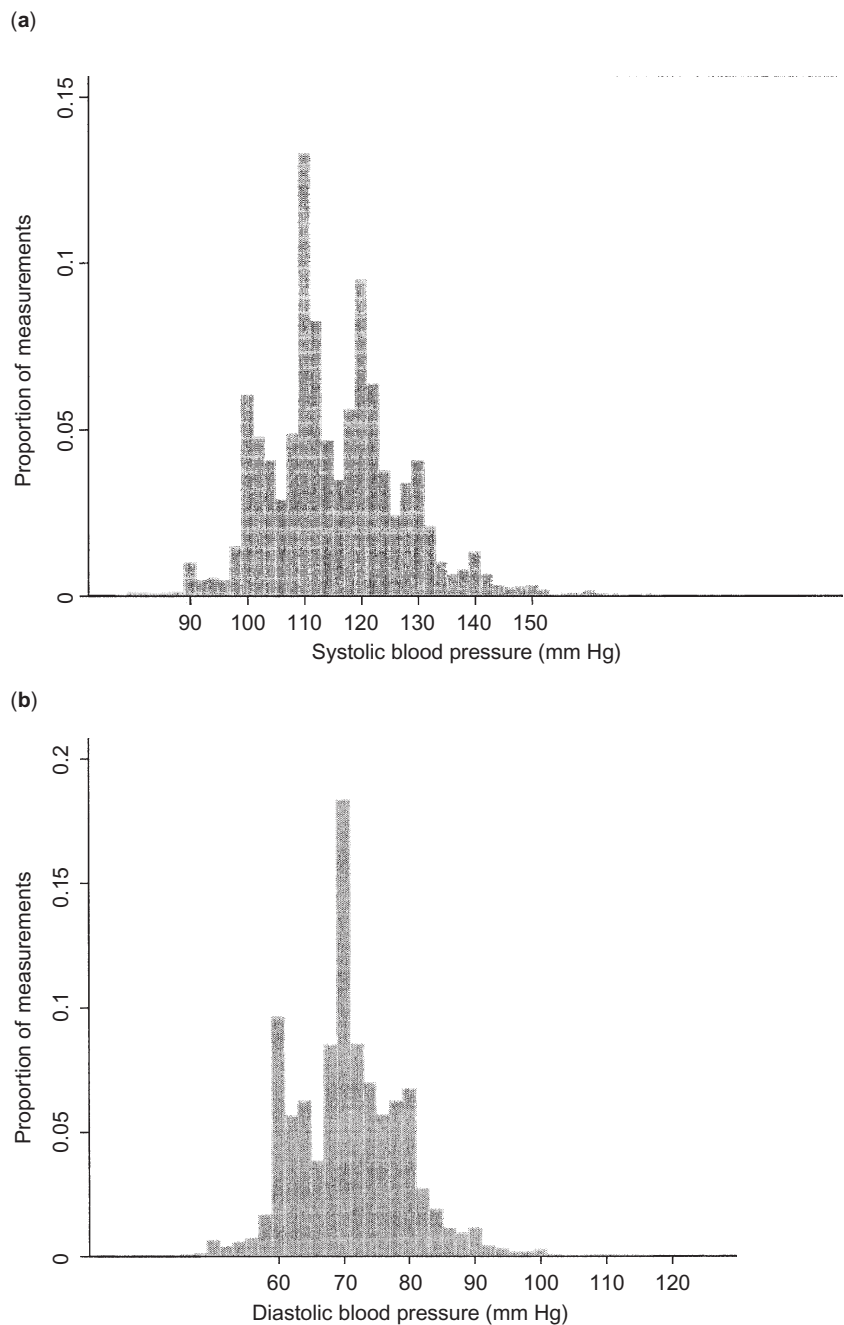 (a)
0.15
0.1
0.05
0
Proportion of measurements
90 100 110 120 130 140 150
Systolic blood pressure (mm Hg)
(b)
0.2
0.15
0.1
0.05
0
Proportion of measurements
60 70 80 90 100 110 120
Diastolic blood pressure (mm Hg)